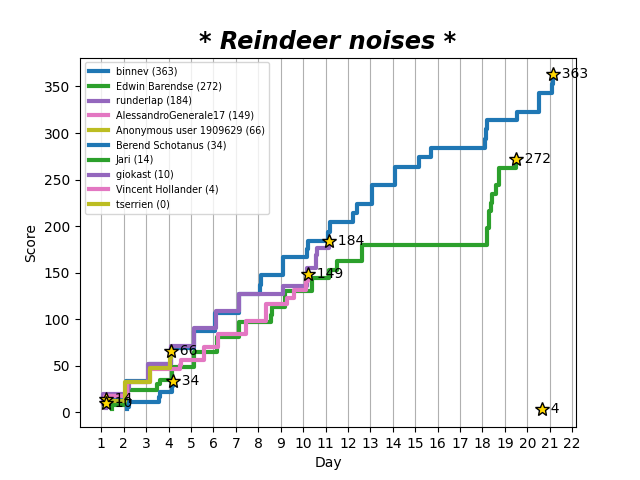 * Reindeer noises *
binnev (363)
Edwin Barendse (272)
runderlap (184)
AlessandroGenerale17 (149)
Anonymous user 1909629 (66)
Berend Schotanus (34)
Jari (14)
giokast (10)
Vincent Hollander (4)
tserrien (0)
Score
350
300
250
200
150
100
50
0
363
272
184
149
66
34
14
10
4
1 2 3 4 5 6 7 8 9 10 11 12 13 14 15 16 17 18 19 20 21 22
Day